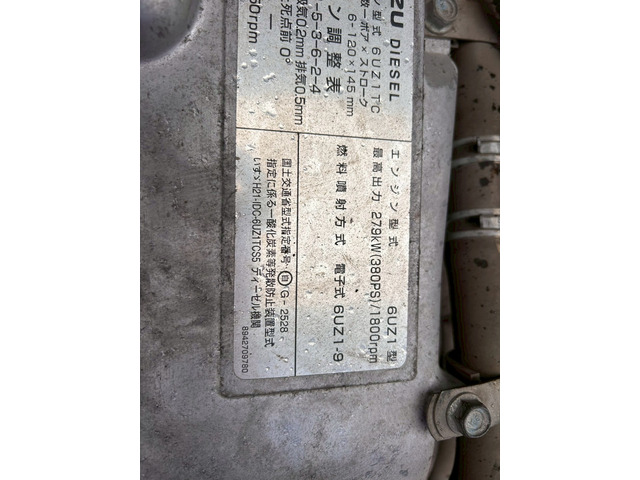 ZU DIESEL
ン調整表
ン型式 6UZ1TC
数ーボア×ストローク
6-120×145mm
-5-3-6-2-4
吸気0.2mm 排気0.5mm
死点前 0°
50rpm
エンジン型式 6UZ1型
最高出力 279kW(380PS)/1800rpm
燃料噴射方式 電子式 6UZ1-9
国土交通省型式指定番号 自 G-2528
指定に係る一酸化炭素等発散防止装置型式
いすゞH21・IDC-6UZ1TCS5 ディーゼル機関
8942709780